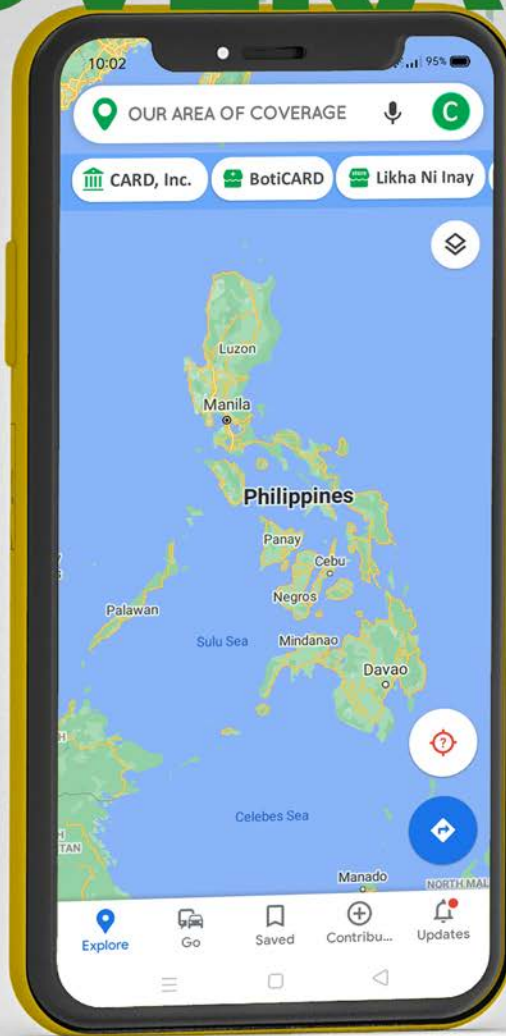 10:02
95%
OUR AREA OF COVERAGE
C
CARD, Inc.
BotiCARD
Likha Ni Inay
Luzon
Manila
Philippines
Panay
Cebu
Negros
Palawan
Sulu Sea
Mindanao
Davao
?
Celebes Sea
TAN
Manado
NORTH MAL
Explore
Go
Saved
Contribu...
Updates